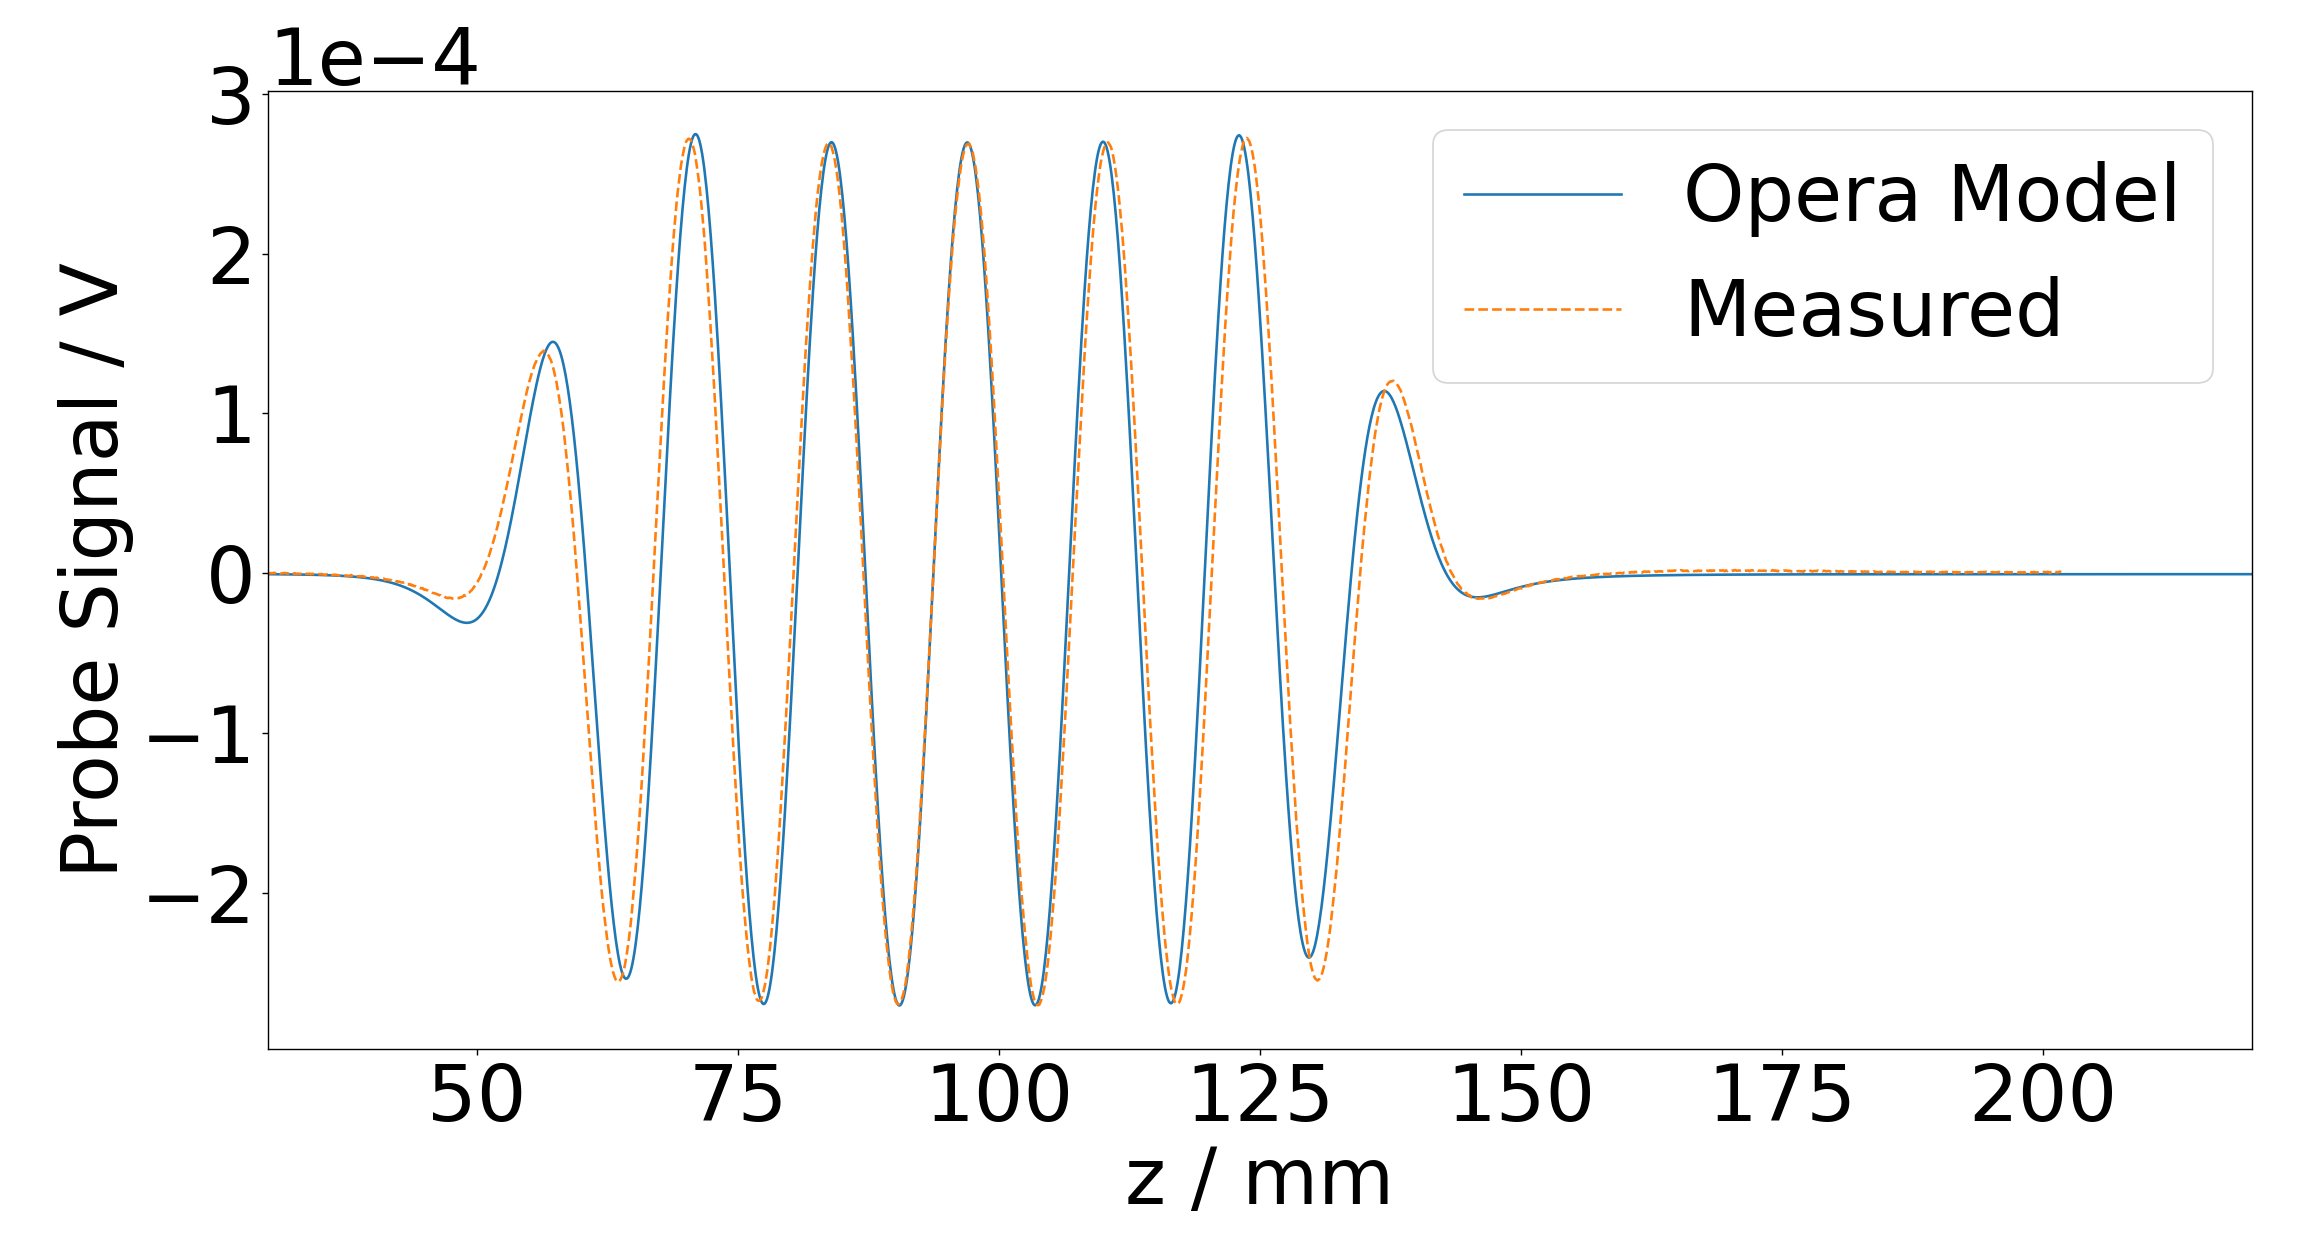 1e−4
3
2
1
0
−1
−2
Probe Signal / V
Opera Model
Measured
50 75 100 125 150 175 200
z / mm